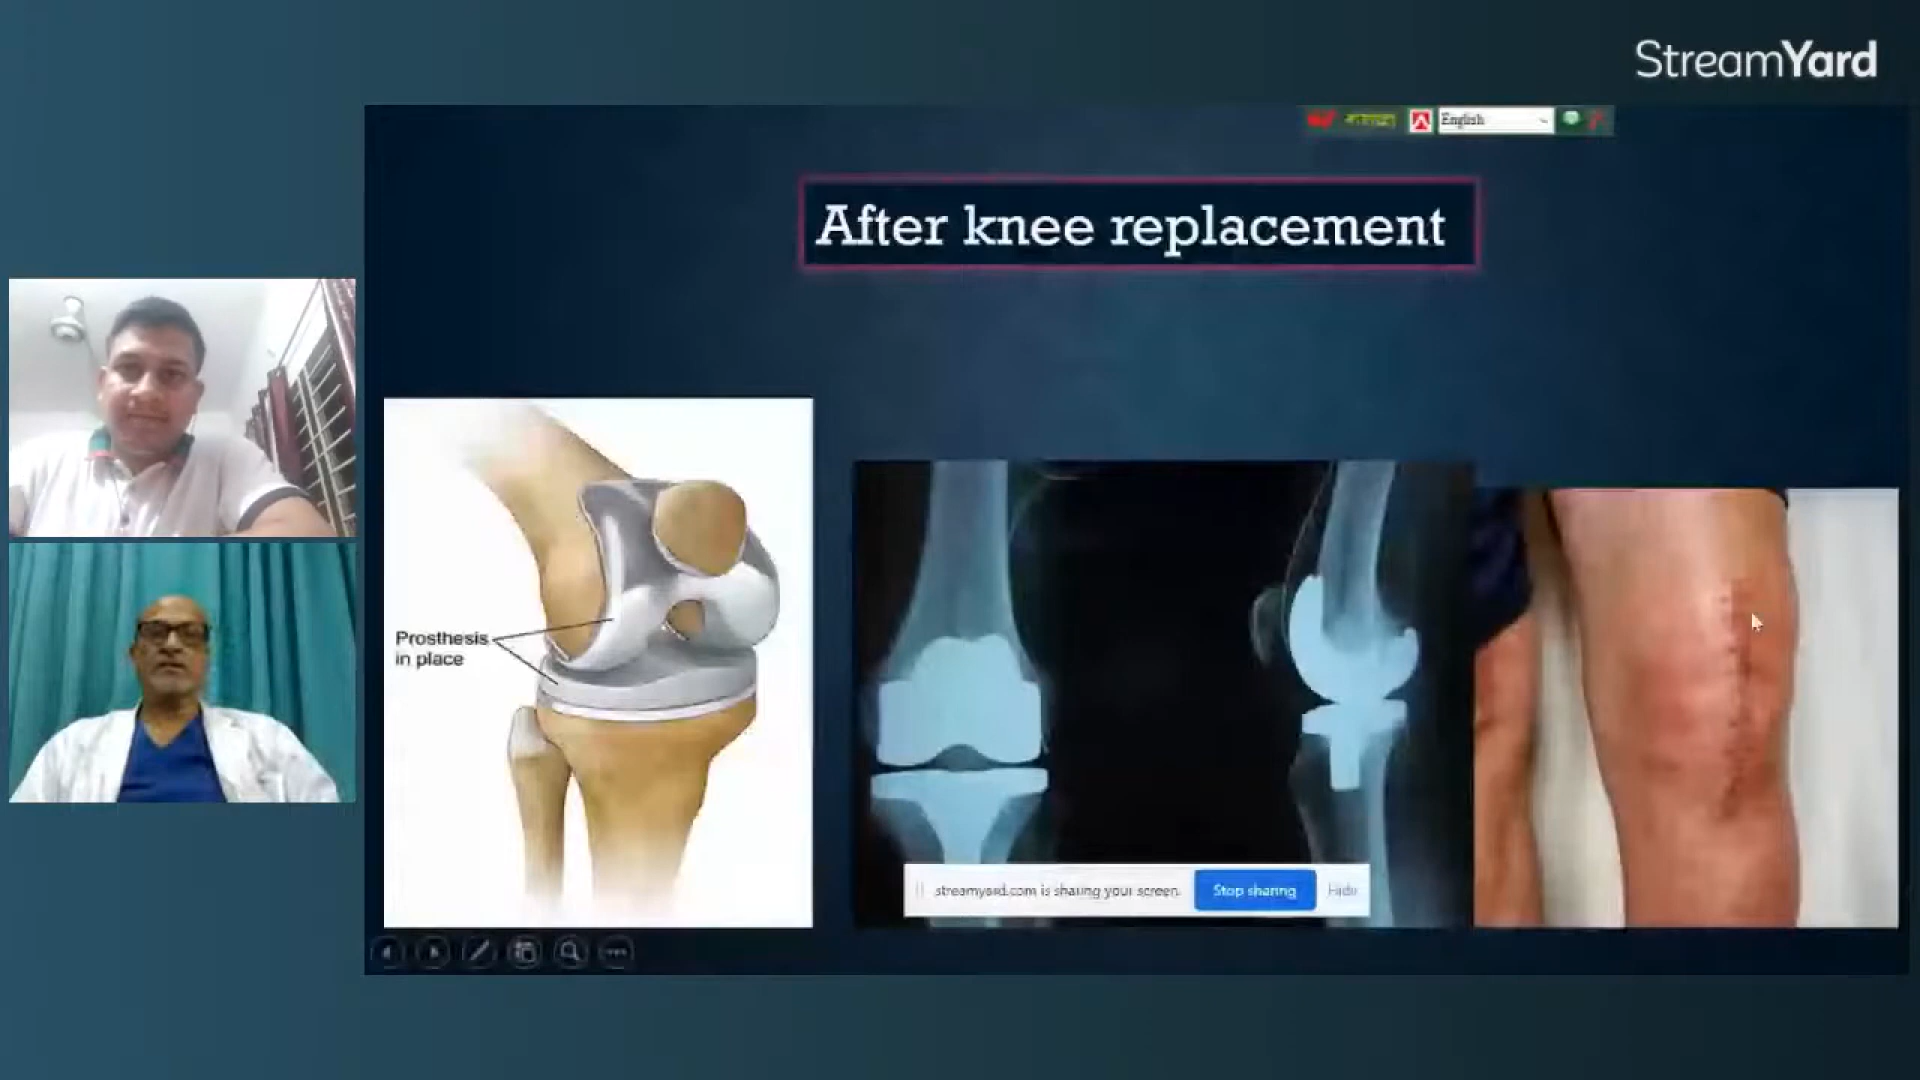 StreamYard
English
After knee replacement
Prosthesis
in place
streamyard.com is sharing your screen.
Stop sharing
Hide